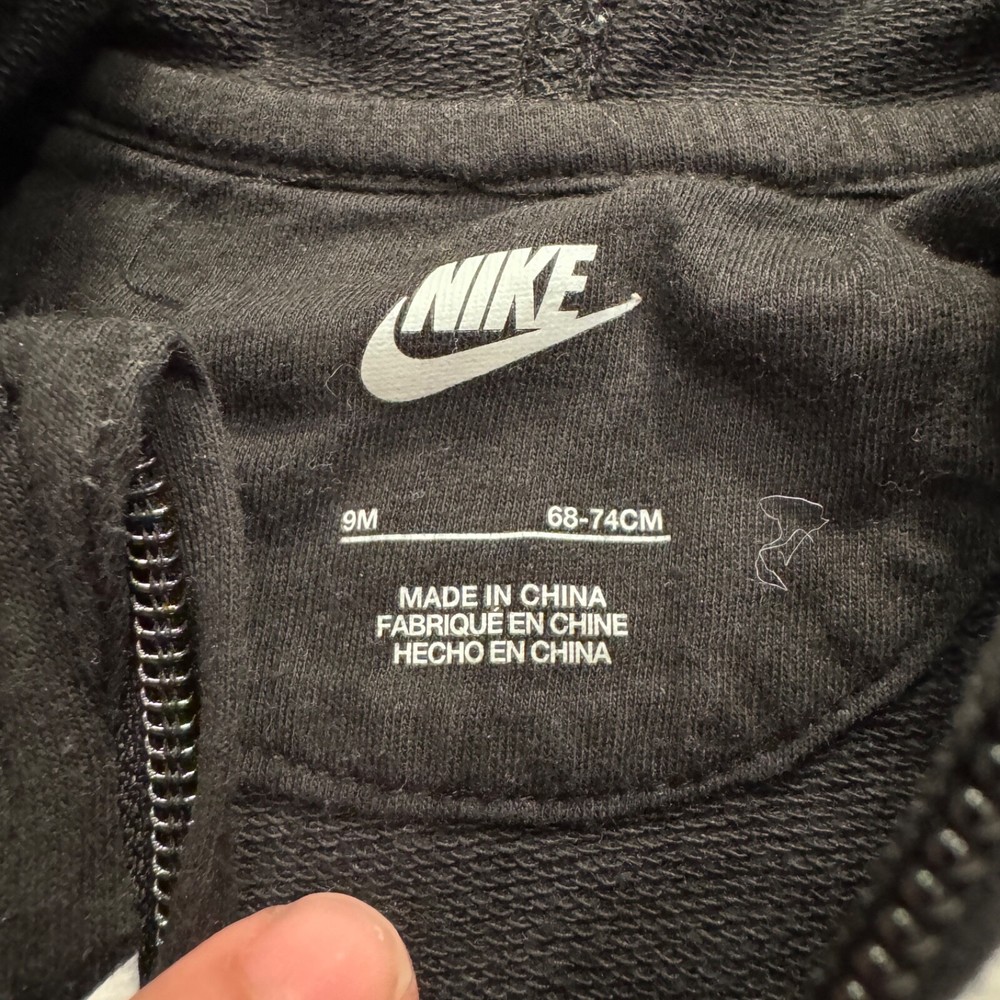 NIKE
9M 68-74CM
MADE IN CHINA
FABRIQUÉ EN CHINE
HECHO EN CHINA